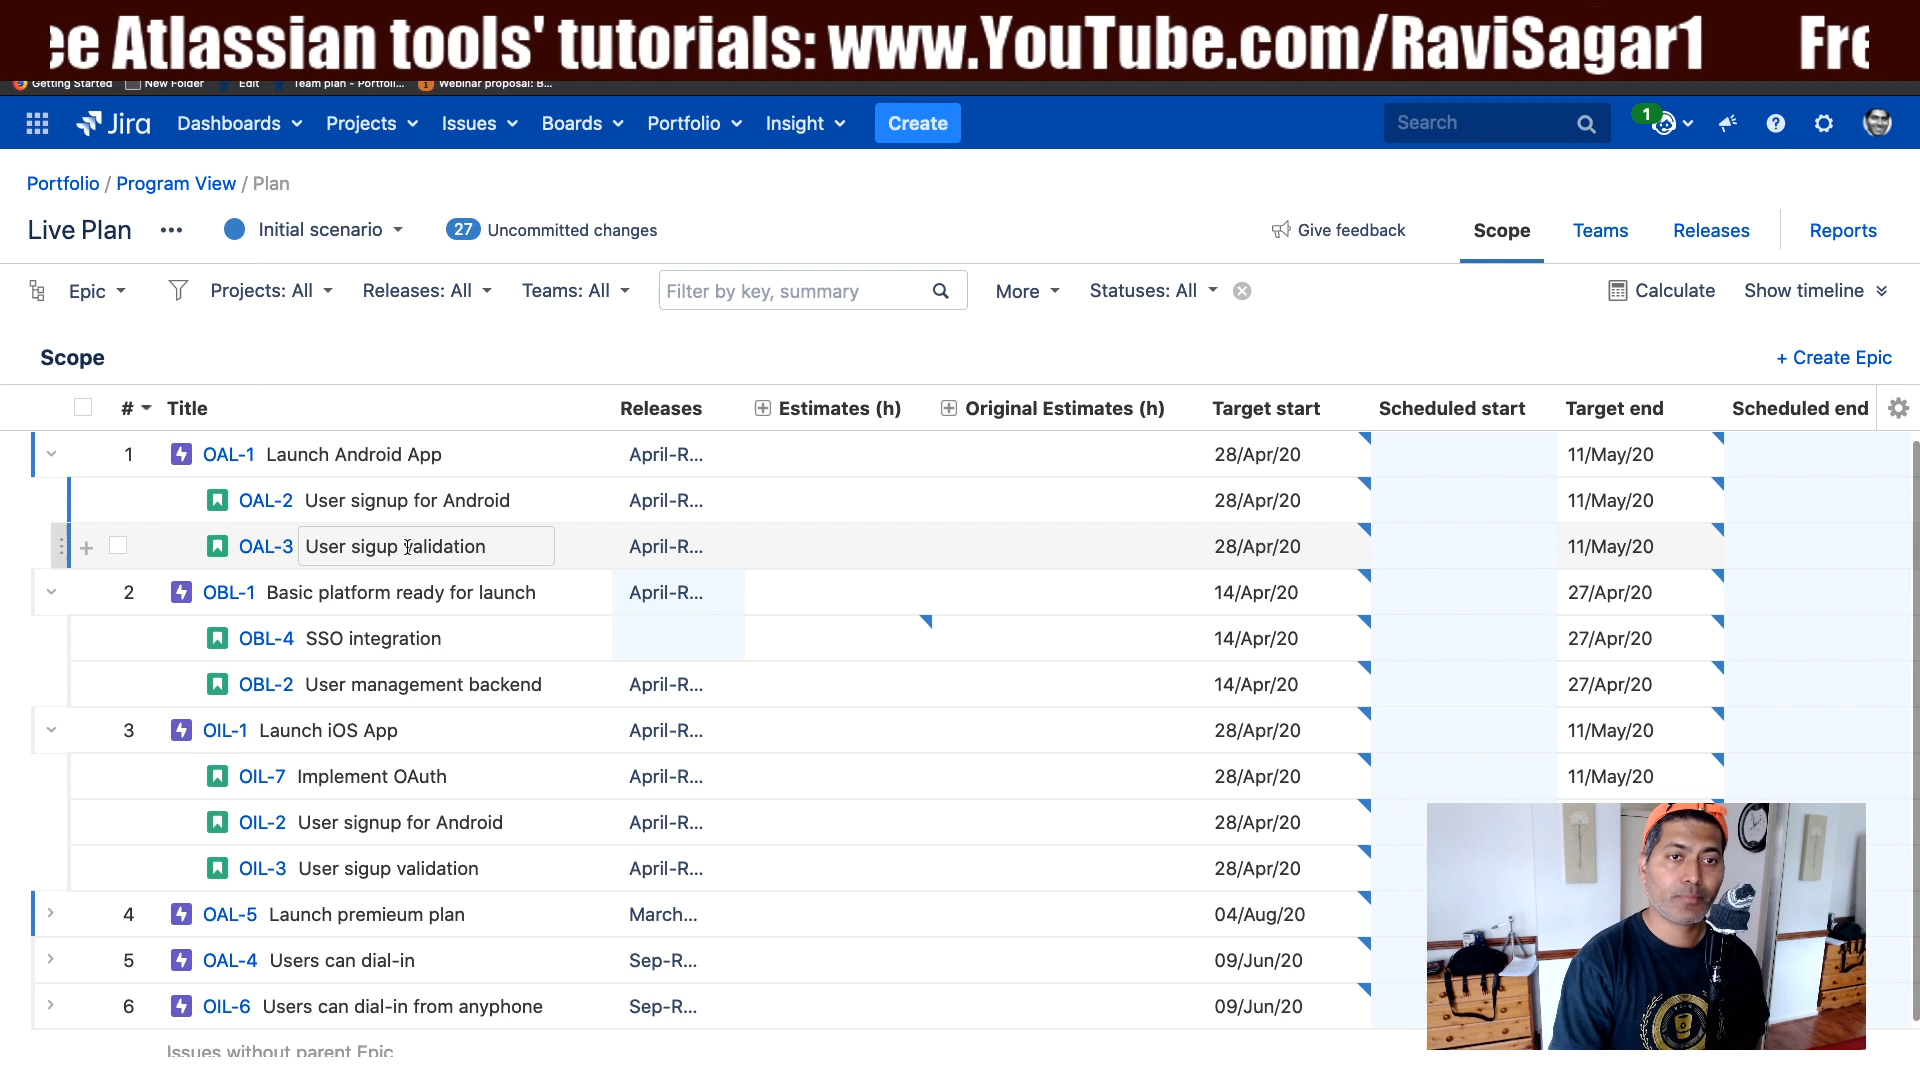 ee Atlassian tools' tutorials: www.YouTube.com/RaviSagar1 Fre
Getting Started New Folder Edit Team plan - Portfoli... Webinar proposal: B...
Jira Dashboards Projects Issues Boards Portfolio Insight Create Search 1
Portfolio / Program View / Plan
Live Plan ... Initial scenario 27 Uncommitted changes Give feedback Scope Teams Releases Reports
Epic Projects: All Releases: All Teams: All Filter by key, summary More Statuses: All Calculate Show timeline
Scope + Create Epic
# Title Releases Estimates (h) Original Estimates (h) Target start Scheduled start Target end Scheduled end
1 OAL-1 Launch Android App April-R... 28/Apr/20 11/May/20
OAL-2 User signup for Android April-R... 28/Apr/20 11/May/20
OAL-3 User sigup validation April-R... 28/Apr/20 11/May/20
2 OBL-1 Basic platform ready for launch April-R... 14/Apr/20 27/Apr/20
OBL-4 SSO integration 14/Apr/20 27/Apr/20
OBL-2 User management backend April-R... 14/Apr/20 27/Apr/20
3 OIL-1 Launch iOS App April-R... 28/Apr/20 11/May/20
OIL-7 Implement OAuth April-R... 28/Apr/20 11/May/20
OIL-2 User signup for Android April-R... 28/Apr/20
OIL-3 User sigup validation April-R... 28/Apr/20
4 OAL-5 Launch premieum plan March... 04/Aug/20
5 OAL-4 Users can dial-in Sep-R... 09/Jun/20
6 OIL-6 Users can dial-in from anyphone Sep-R... 09/Jun/20
Issues without parent Epic